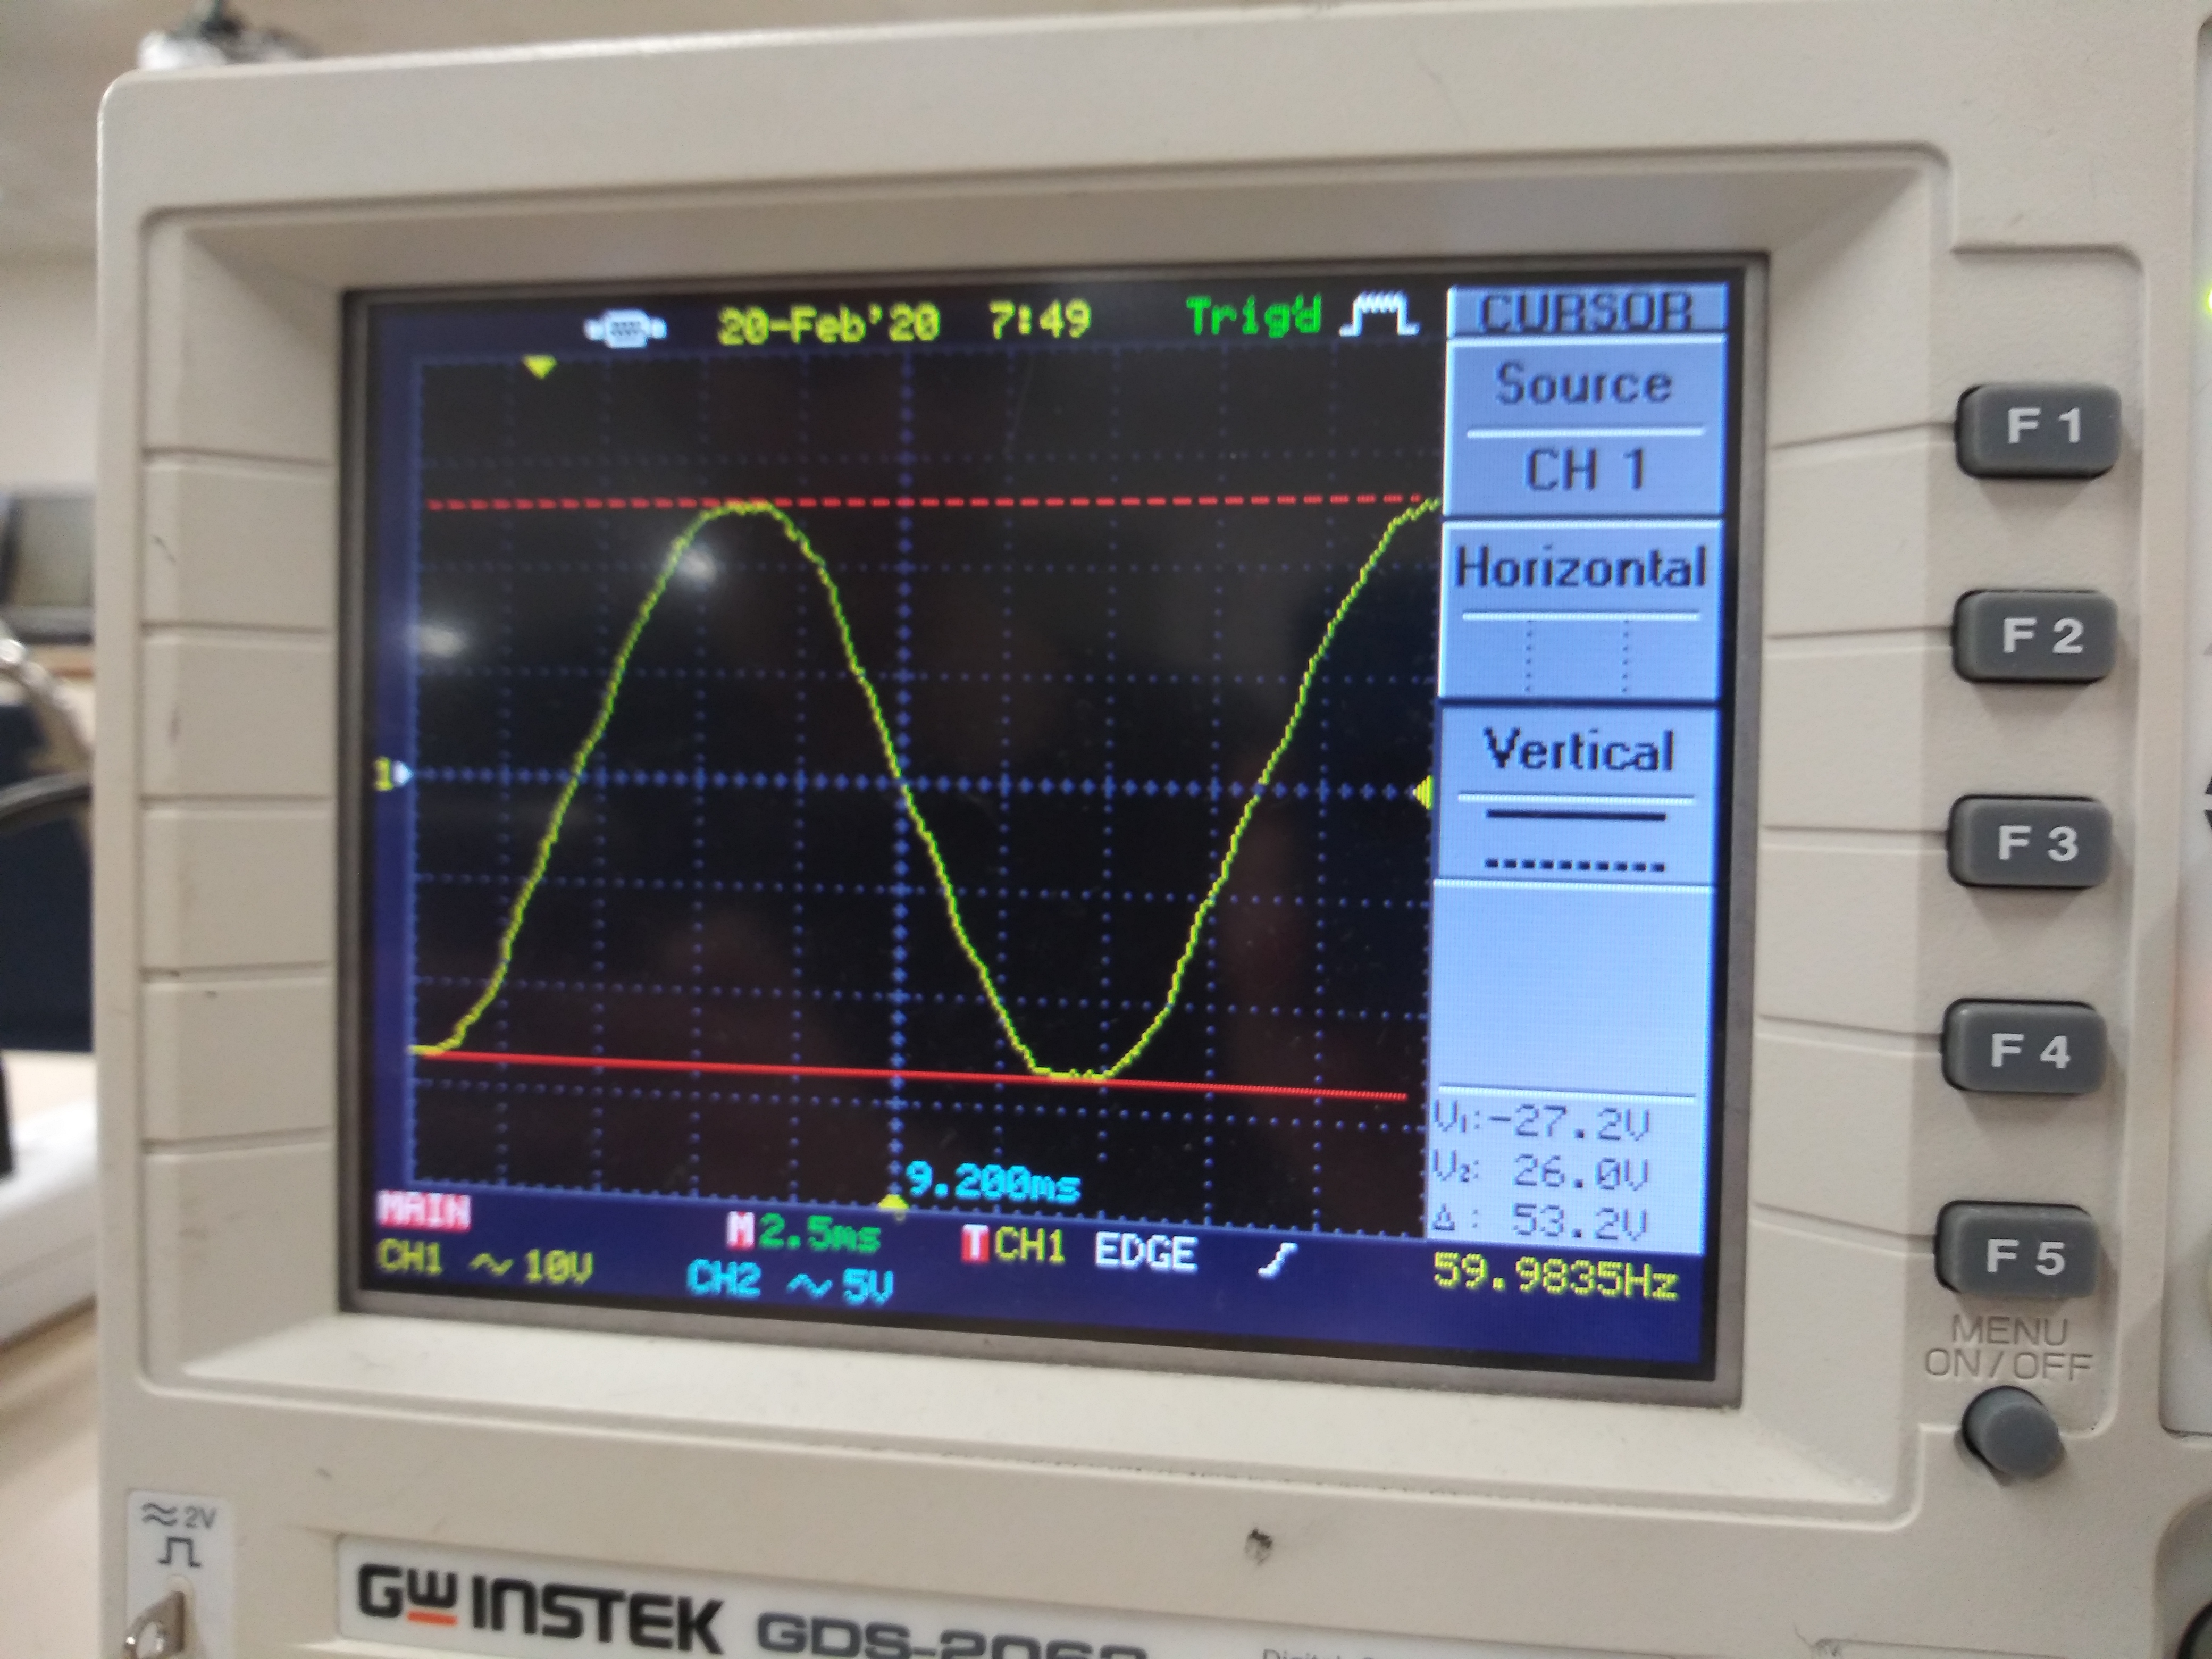 20-Feb'20 7:49 Trig'd
CURSOR
Source
CH 1
Horizontal
Vertical
V1:-27.2V
V2: 26.0V
Δ: 53.2V
1
9.200ms
MAIN
M 2.5ms
T CH1 EDGE
CH1 ~ 10V
CH2 ~ 5V
59.9835Hz
F 1
F 2
F 3
F 4
F 5
MENU
ON/OFF
≈2V
GW INSTEK